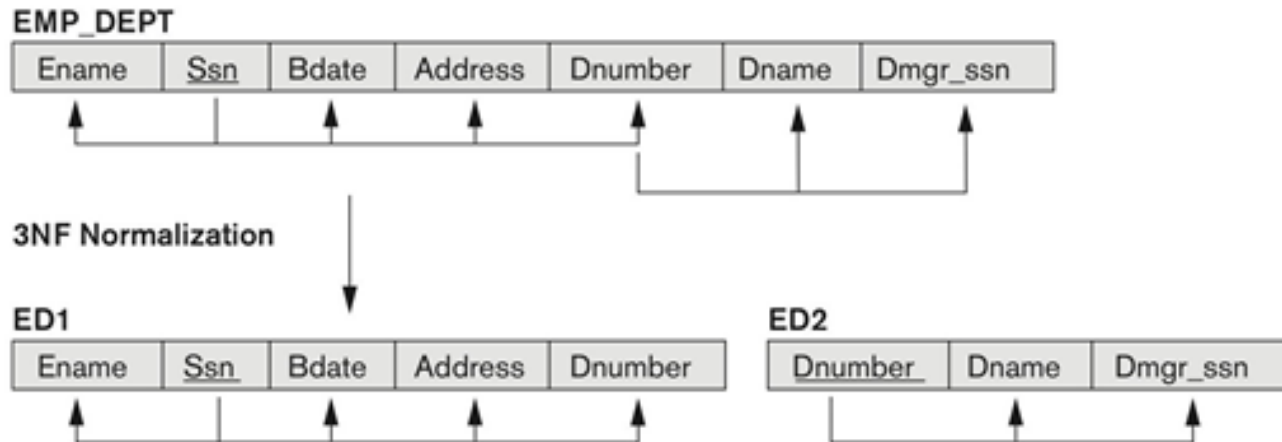 EMP_DEPT
Ename Ssn Bdate Address Dnumber Dname Dmgr_ssn
3NF Normalization
ED1 ED2
Ename Ssn Bdate Address Dnumber Dnumber Dname Dmgr_ssn